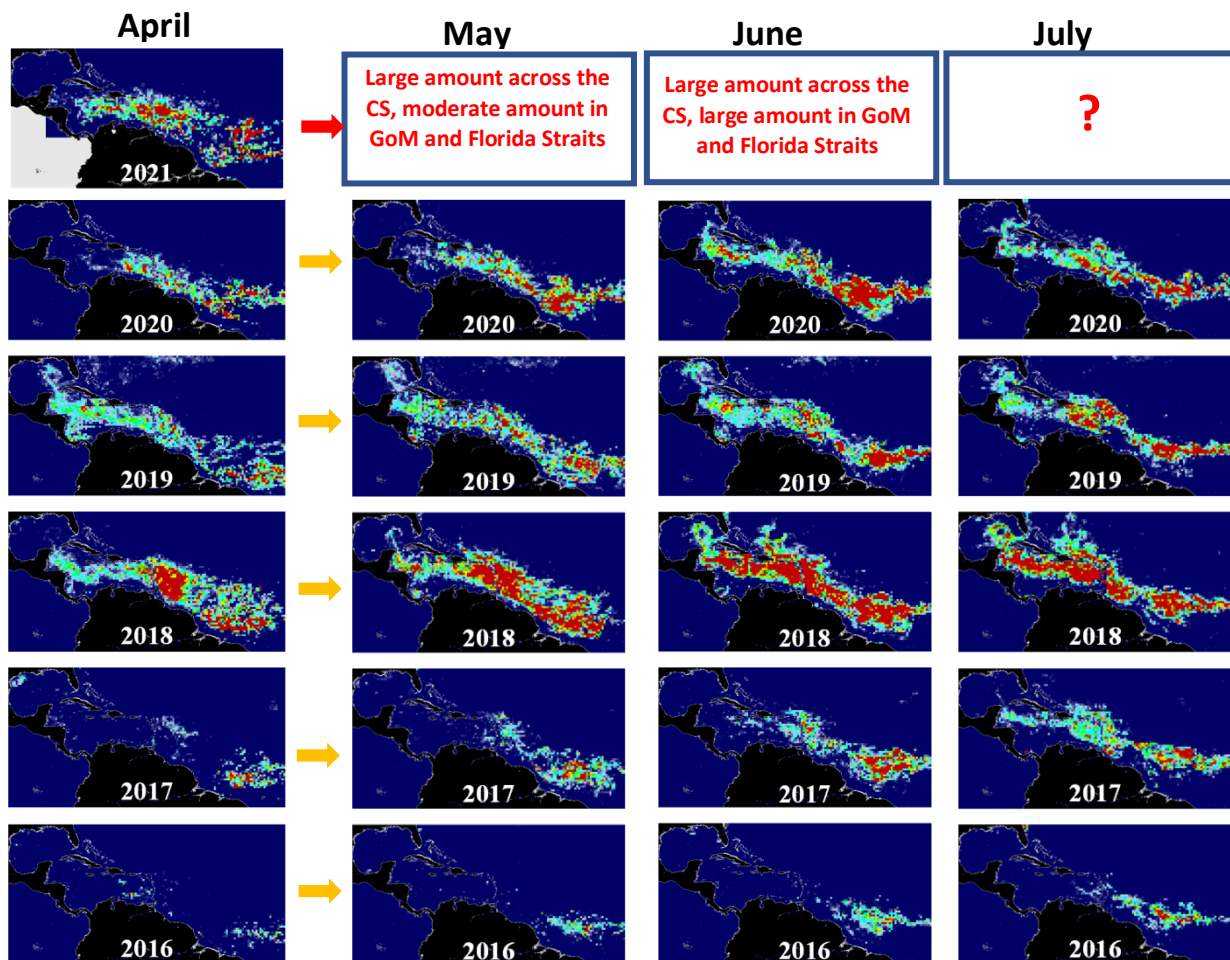 April
May
June
July
Large amount across the
CS, moderate amount in
GoM and Florida Straits
Large amount across the
CS, large amount in GoM
and Florida Straits
?
2021
2020
2020
2020
2020
2019
2019
2019
2019
2018
2018
2018
2018
2017
2017
2017
2017
2016
2016
2016
2016